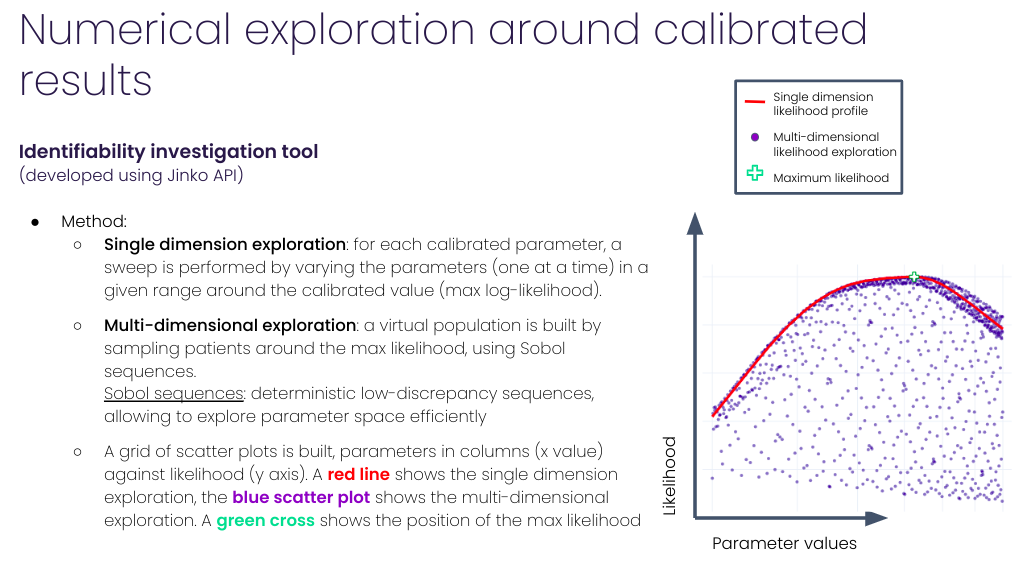 Numerical exploration around calibrated
results
Identifiability investigation tool
(developed using Jinko API)
● Method:
○ Single dimension exploration: for each calibrated parameter, a
sweep is performed by varying the parameters (one at a time) in a
given range around the calibrated value (max log-likelihood).
○ Multi-dimensional exploration: a virtual population is built by
sampling patients around the max likelihood, using Sobol
sequences.
Sobol sequences: deterministic low-discrepancy sequences,
allowing to explore parameter space efficiently
○ A grid of scatter plots is built, parameters in columns (x value)
against likelihood (y axis). A red line shows the single dimension
exploration, the blue scatter plot shows the multi-dimensional
exploration. A green cross shows the position of the max likelihood
Single dimension
likelihood profile
Multi-dimensional
likelihood exploration
Maximum likelihood
Likelihood
Parameter values